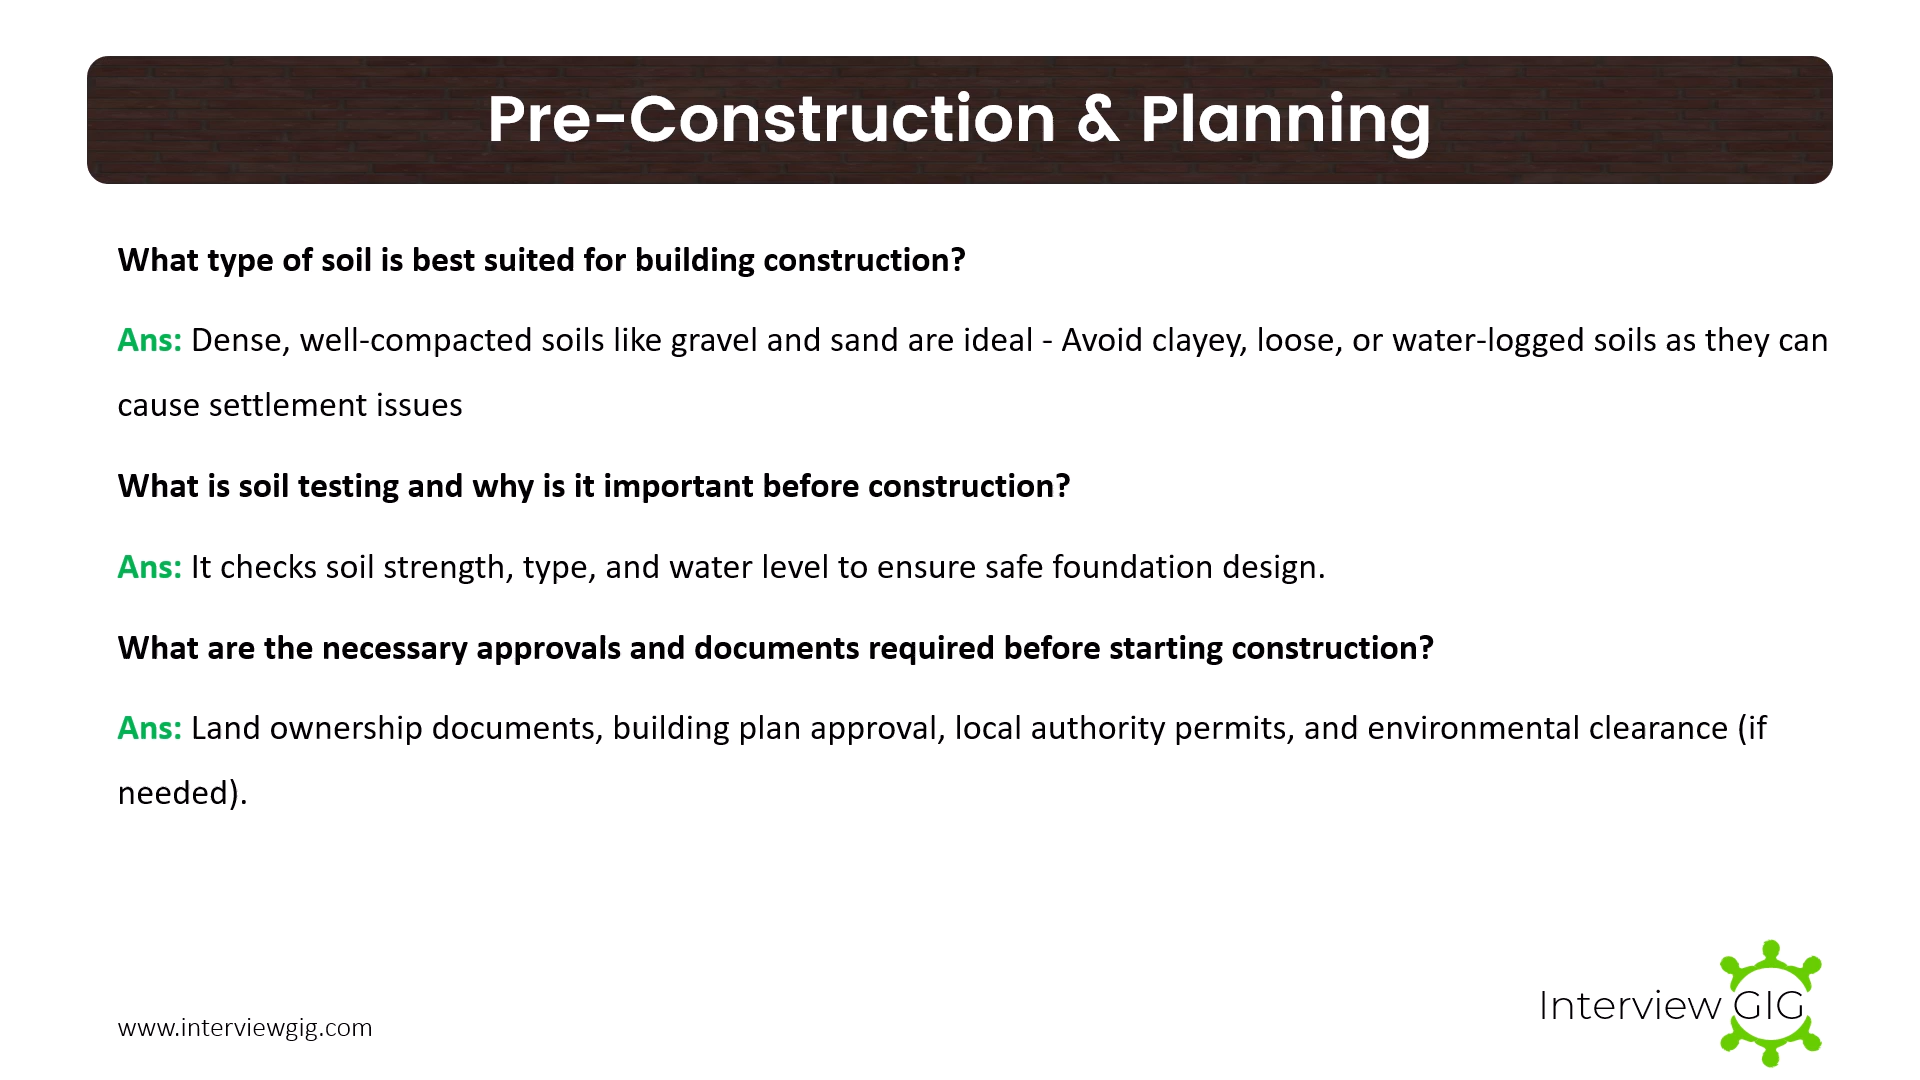 Pre-Construction & Planning
What type of soil is best suited for building construction?
Ans: Dense, well-compacted soils like gravel and sand are ideal - Avoid clayey, loose, or water-logged soils as they can
cause settlement issues
What is soil testing and why is it important before construction?
Ans: It checks soil strength, type, and water level to ensure safe foundation design.
What are the necessary approvals and documents required before starting construction?
Ans: Land ownership documents, building plan approval, local authority permits, and environmental clearance (if
needed).
www.interviewgig.com
Interview GIG